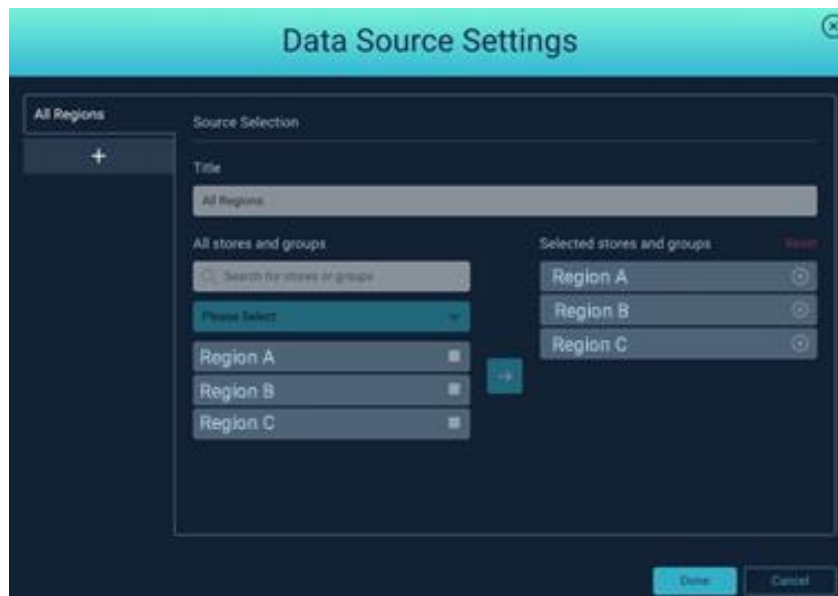 Data Source Settings
All Regions
+
Source Selection
Title
All Regions
All stores and groups
Search for stores or groups
Please Select
Region A
Region B
Region C
Selected stores and groups
Reset
Region A
Region B
Region C
Done
Cancel